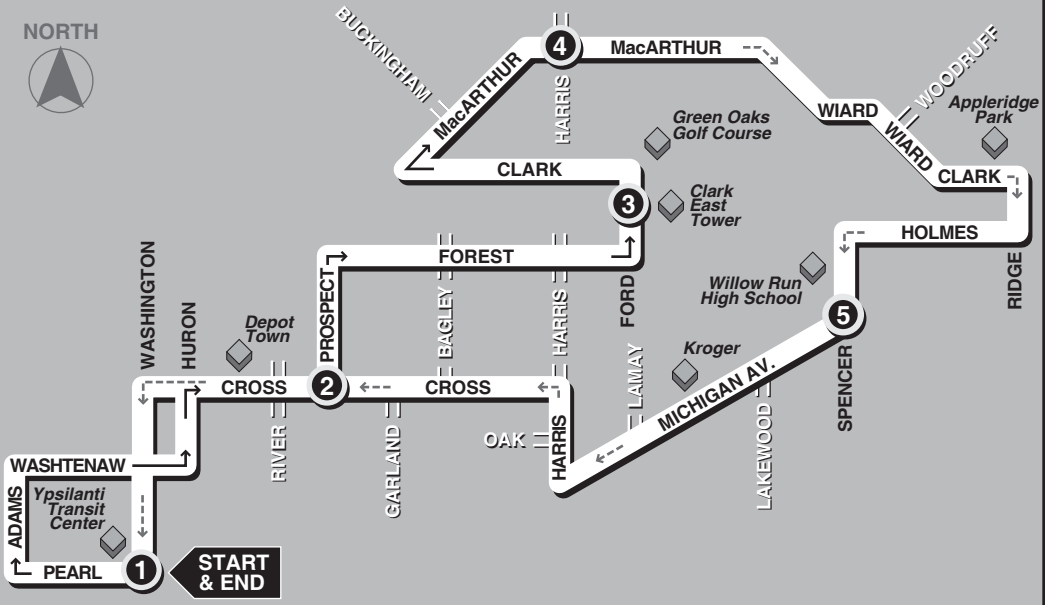 NORTH
BUCKINGHAM
4
MacARTHUR
MacARTHUR
HARRIS
WOODRUFF
WIARD
WIARD
Appleridge
Park
Green Oaks
Golf Course
CLARK
CLARK
3
Clark
East
Tower
HOLMES
RIDGE
FOREST
PROSPECT
BAGLEY
HARRIS
FORD
Willow Run
High School
5
SPENCER
WASHINGTON
HURON
Depot
Town
CROSS
2
CROSS
LAMAY
Kroger
MICHIGAN AV.
LAKEWOOD
RIVER
GARLAND
OAK
HARRIS
WASHTENAW
ADAMS
Ypsilanti
Transit
Center
PEARL
1
START
& END